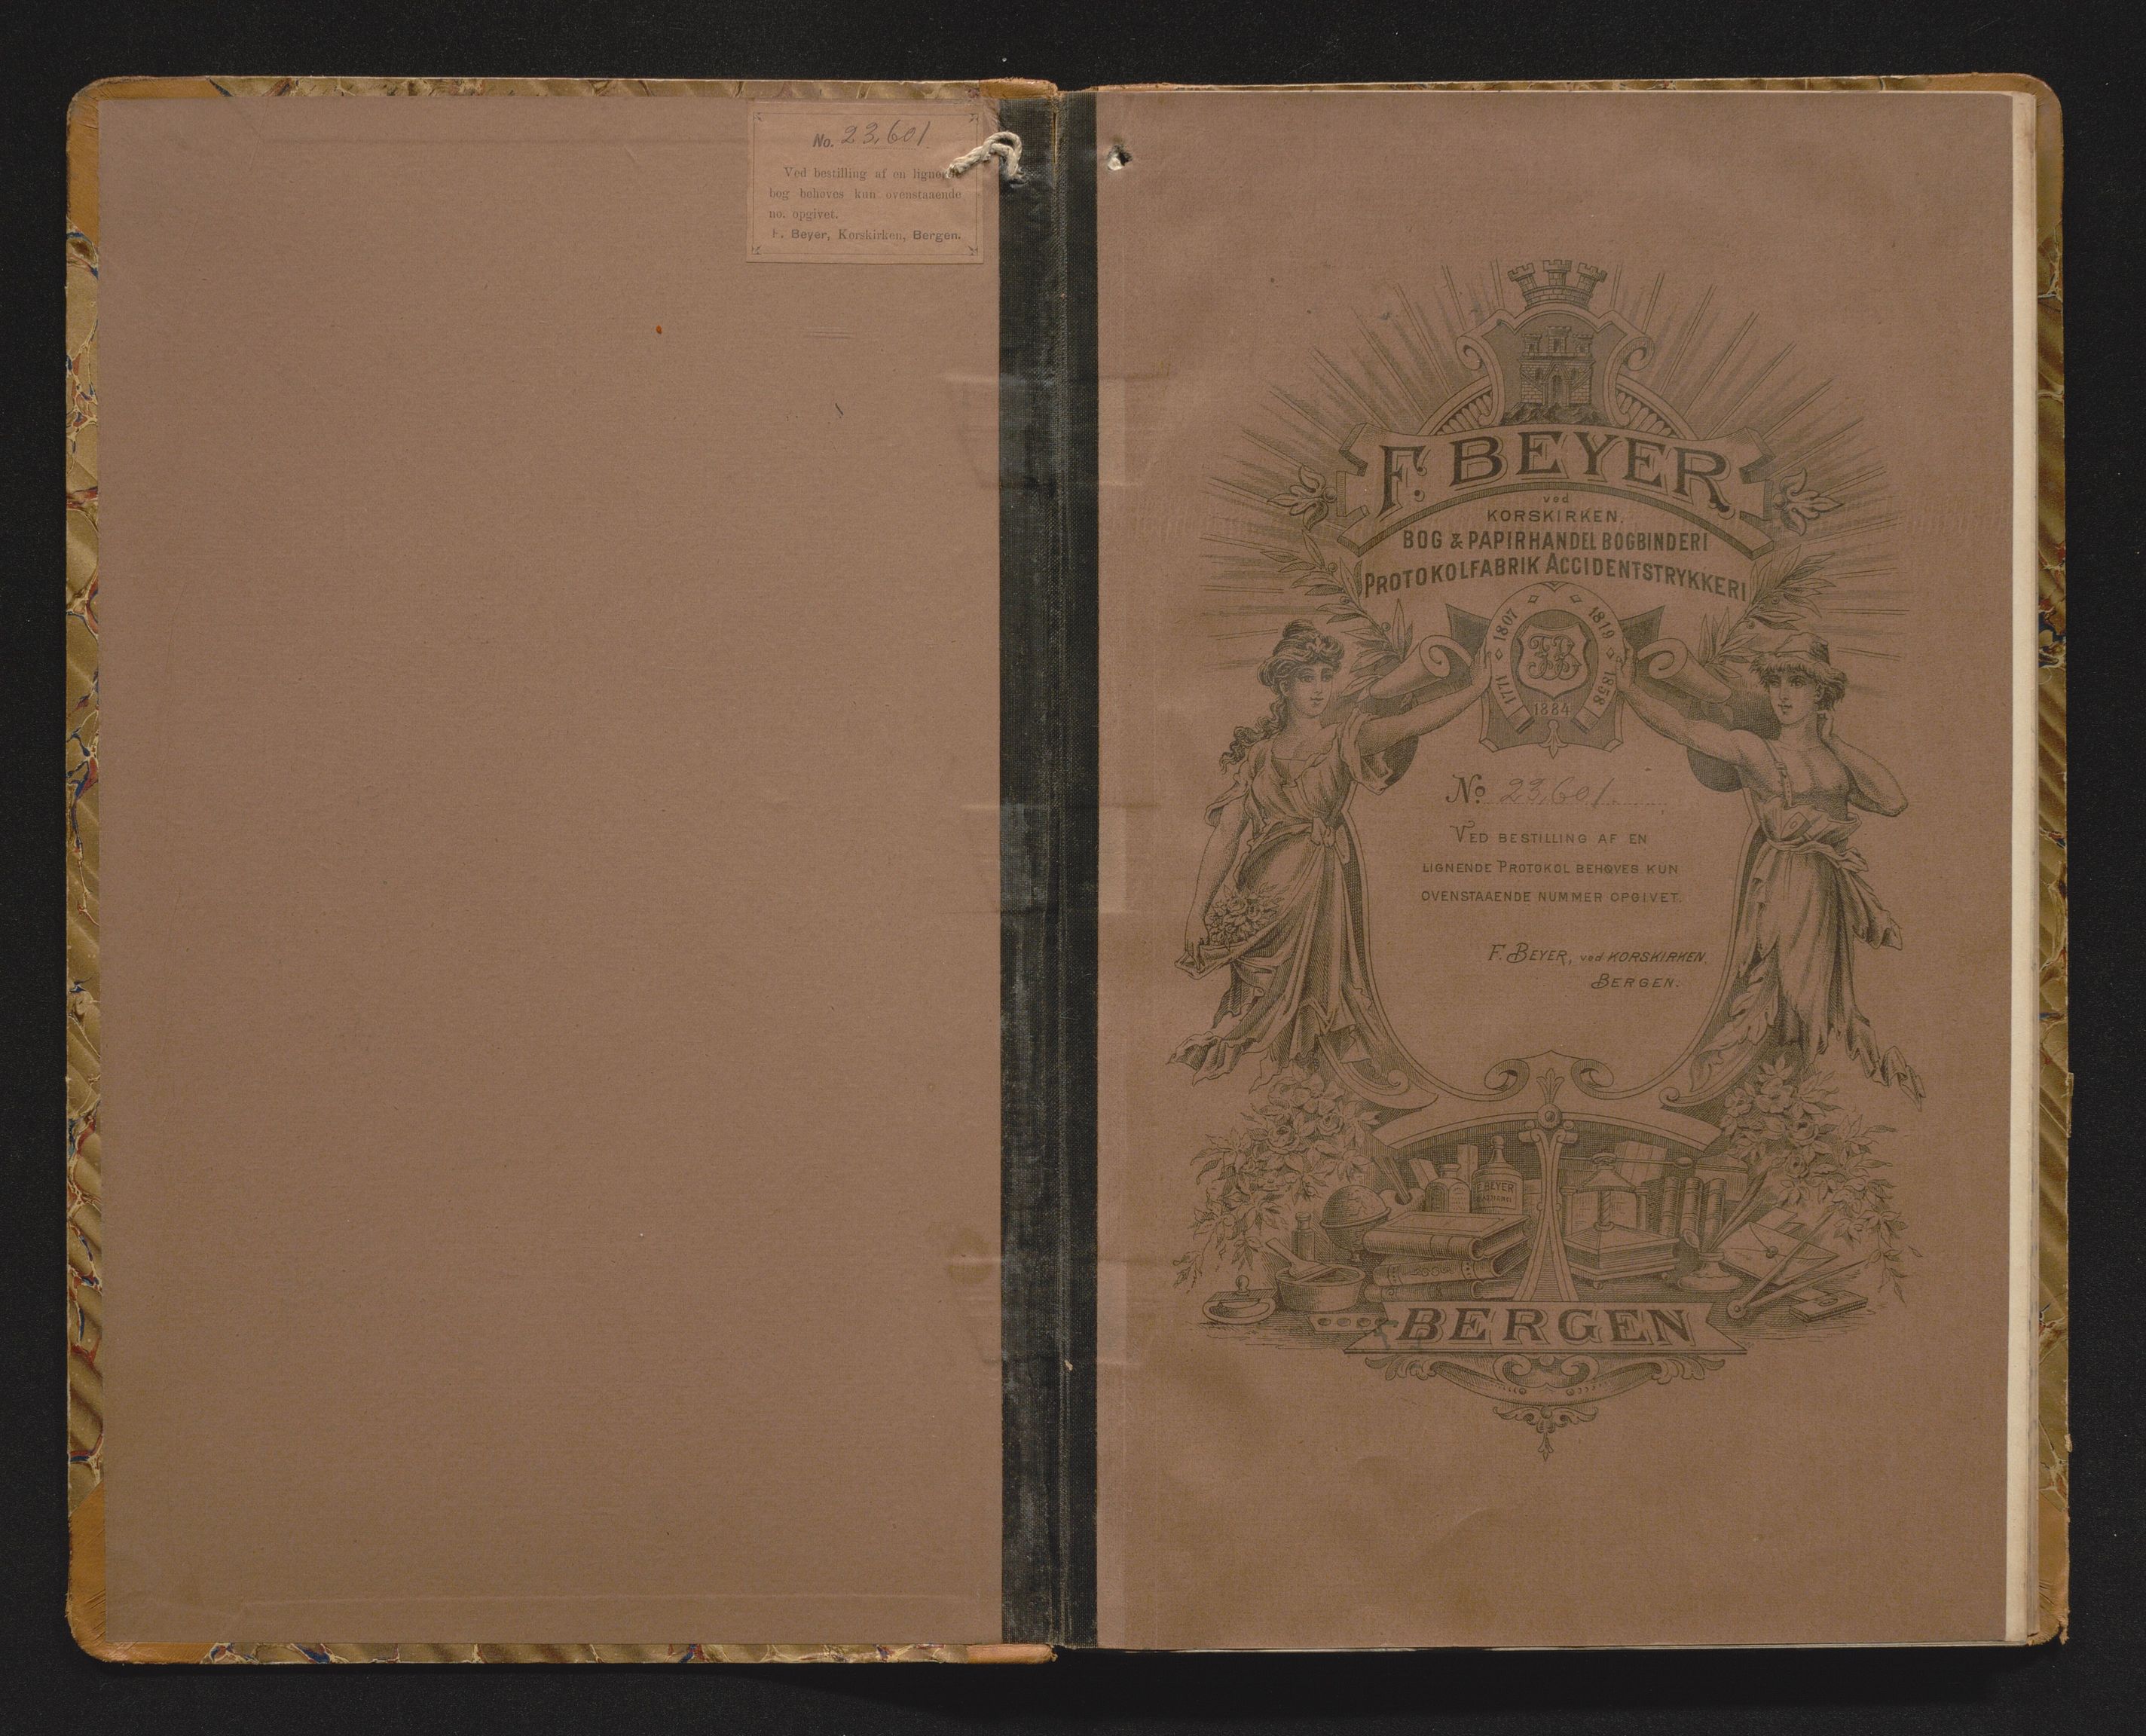 No. 23,601.
Ved bestilling af en lignende
bog behøves kun ovenstaaende
no. opgivet.
F. Beyer, Korskirken, Bergen.
F. BEYER
ved
KORSKIRKEN,
BOG & PAPIRHANDEL BOGBINDERI
PROTOKOLFABRIK ACCIDENTSTRYKKERI
1771 1807 1819 1858
FB
1884
No 23,601
VED BESTILLING AF EN
LIGNENDE PROTOKOL BEHØVES KUN
OVENSTAAENDE NUMMER OPGIVET.
F. BEYER, ved KORSKIRKEN.
BERGEN.
F. BEYER
BERGEN